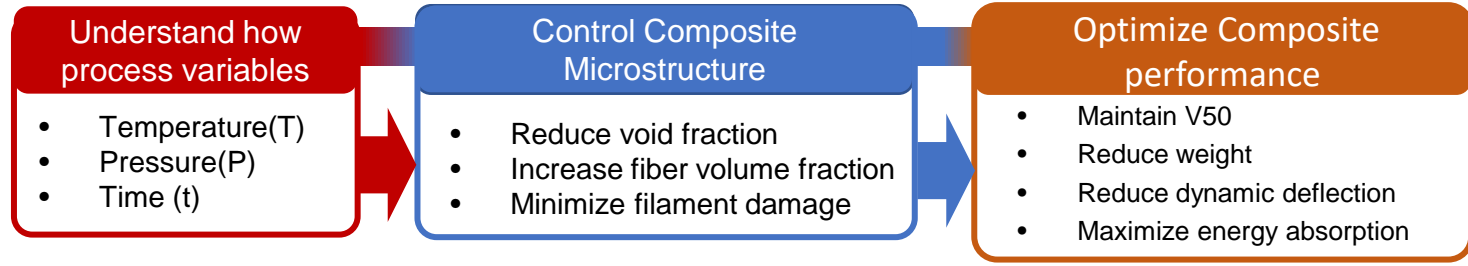 Understand how
process variables
• Temperature(T)
• Pressure(P)
• Time (t)
Control Composite
Microstructure
• Reduce void fraction
• Increase fiber volume fraction
• Minimize filament damage
Optimize Composite
performance
• Maintain V50
• Reduce weight
• Reduce dynamic deflection
• Maximize energy absorption